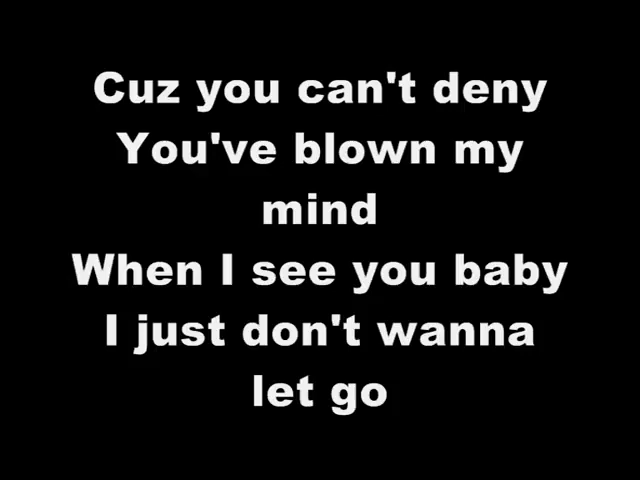 Cuz you can't deny
You've blown my
mind
When I see you baby
I just don't wanna
let go